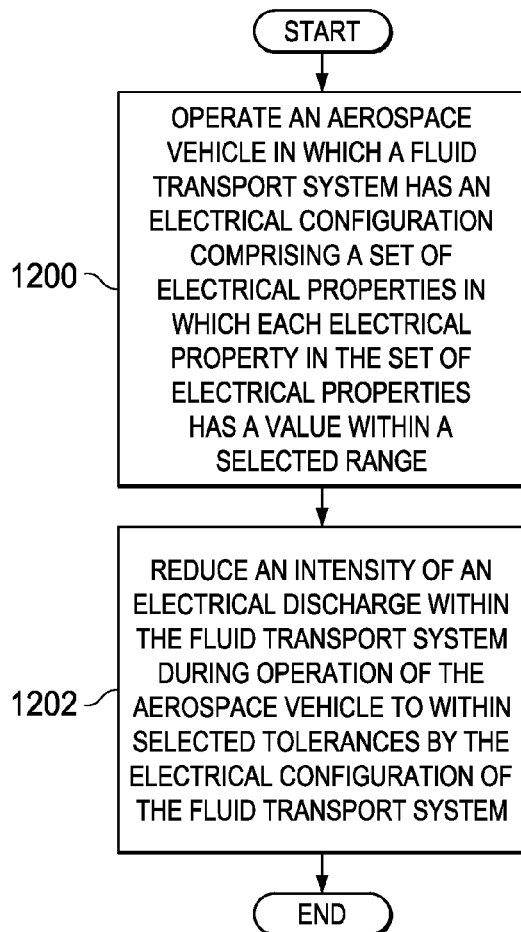 START
OPERATE AN AEROSPACE
VEHICLE IN WHICH A FLUID
TRANSPORT SYSTEM HAS AN
ELECTRICAL CONFIGURATION
COMPRISING A SET OF
1200
ELECTRICAL PROPERTIES IN
WHICH EACH ELECTRICAL
PROPERTY IN THE SET OF
ELECTRICAL PROPERTIES
HAS A VALUE WITHIN A
SELECTED RANGE
REDUCE AN INTENSITY OF AN
ELECTRICAL DISCHARGE WITHIN
THE FLUID TRANSPORT SYSTEM
DURING OPERATION OF THE
1202
AEROSPACE VEHICLE TO WITHIN
SELECTED TOLERANCES BY THE
ELECTRICAL CONFIGURATION OF
THE FLUID TRANSPORT SYSTEM
END